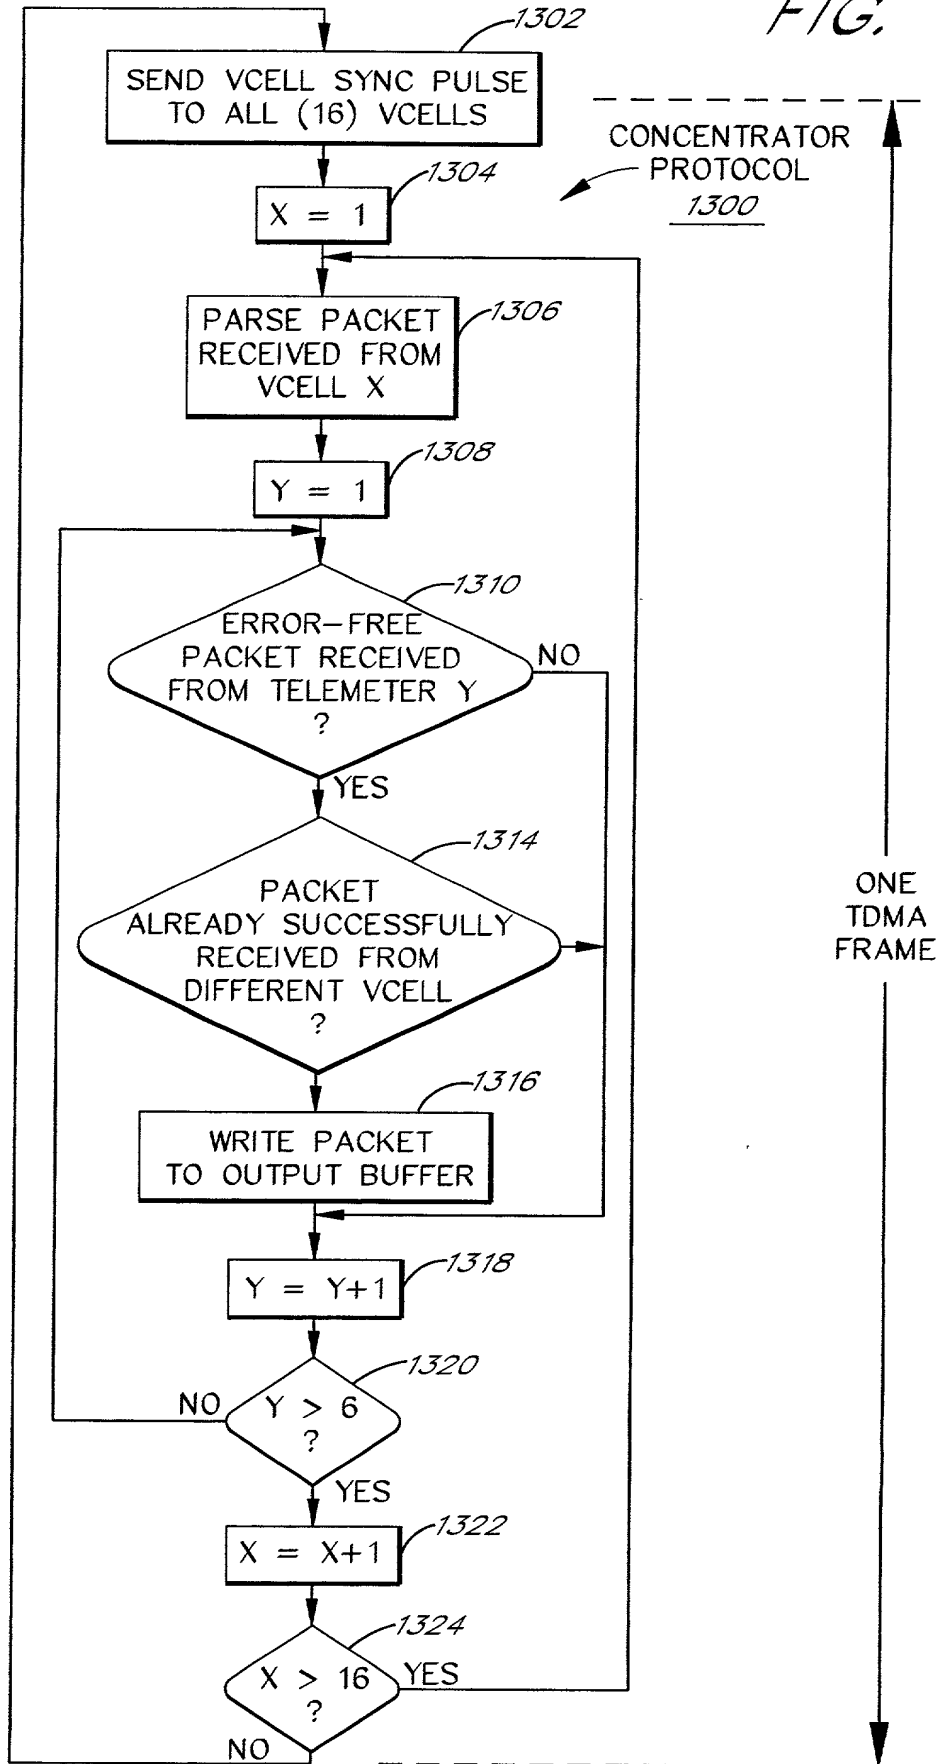 FIG.
1302
SEND VCELL SYNC PULSE
TO ALL (16) VCELLS
CONCENTRATOR
PROTOCOL
1300
1304
X = 1
1306
PARSE PACKET
RECEIVED FROM
VCELL X
1308
Y = 1
1310
ERROR-FREE
PACKET RECEIVED
FROM TELEMETER Y
?
NO
YES
1314
PACKET
ALREADY SUCCESSFULLY
RECEIVED FROM
DIFFERENT VCELL
?
ONE
TDMA
FRAME
1316
WRITE PACKET
TO OUTPUT BUFFER
1318
Y = Y+1
1320
NO
Y > 6
?
YES
1322
X = X+1
1324
X > 16
?
YES
NO